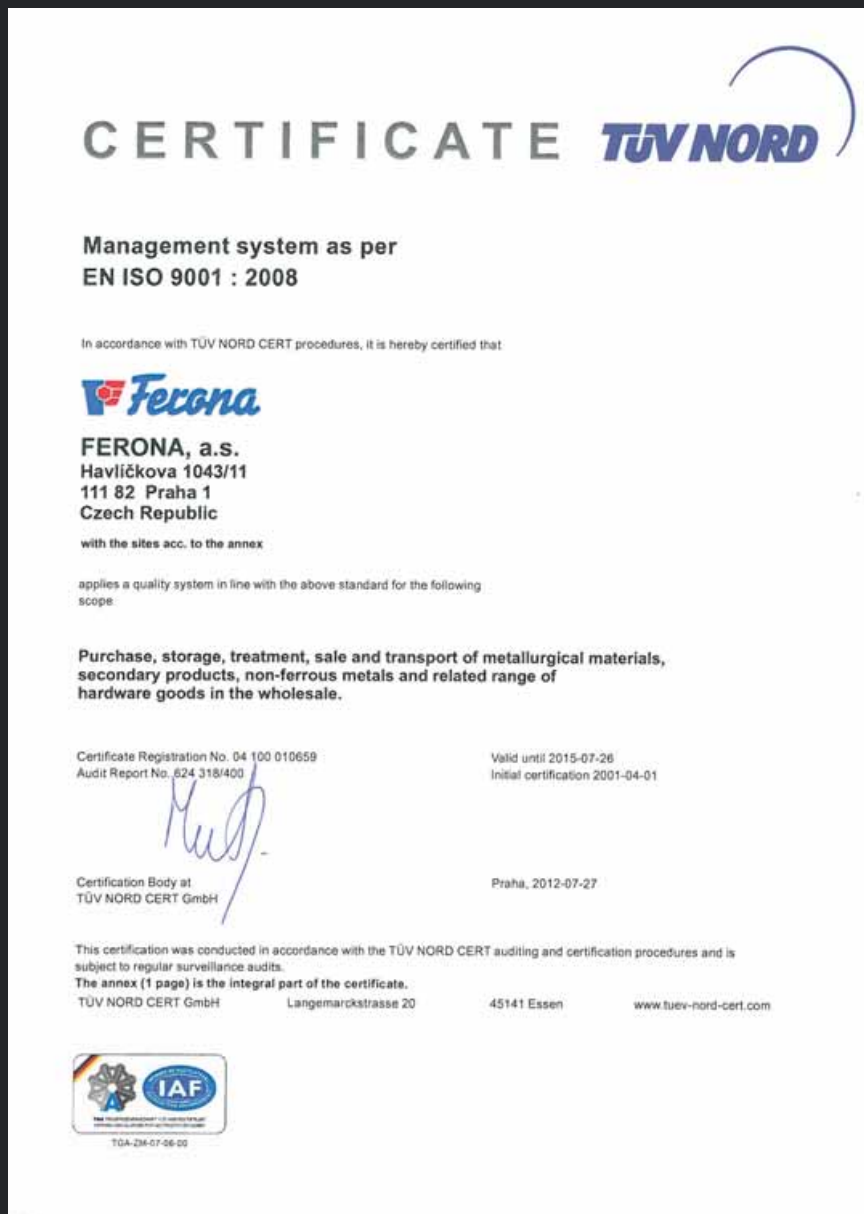 CERTIFICATE TÜV NORD
Management system as per
EN ISO 9001 : 2008
In accordance with TÜV NORD CERT procedures, it is hereby certified that
Ferona
FERONA, a.s.
Havlíčkova 1043/11
111 82 Praha 1
Czech Republic
with the sites acc. to the annex
applies a quality system in line with the above standard for the following
scope
Purchase, storage, treatment, sale and transport of metallurgical materials,
secondary products, non-ferrous metals and related range of
hardware goods in the wholesale.
Certificate Registration No. 04 100 010659
Audit Report No. 624 318/400
Valid until 2015-07-26
Initial certification 2001-04-01
Certification Body at
TÜV NORD CERT GmbH
Praha, 2012-07-27
This certification was conducted in accordance with the TÜV NORD CERT auditing and certification procedures and is
subject to regular surveillance audits.
The annex (1 page) is the integral part of the certificate.
TÜV NORD CERT GmbH Langemarckstrasse 20 45141 Essen www.tuev-nord-cert.com
IAF
TGA-ZM-07-06-00